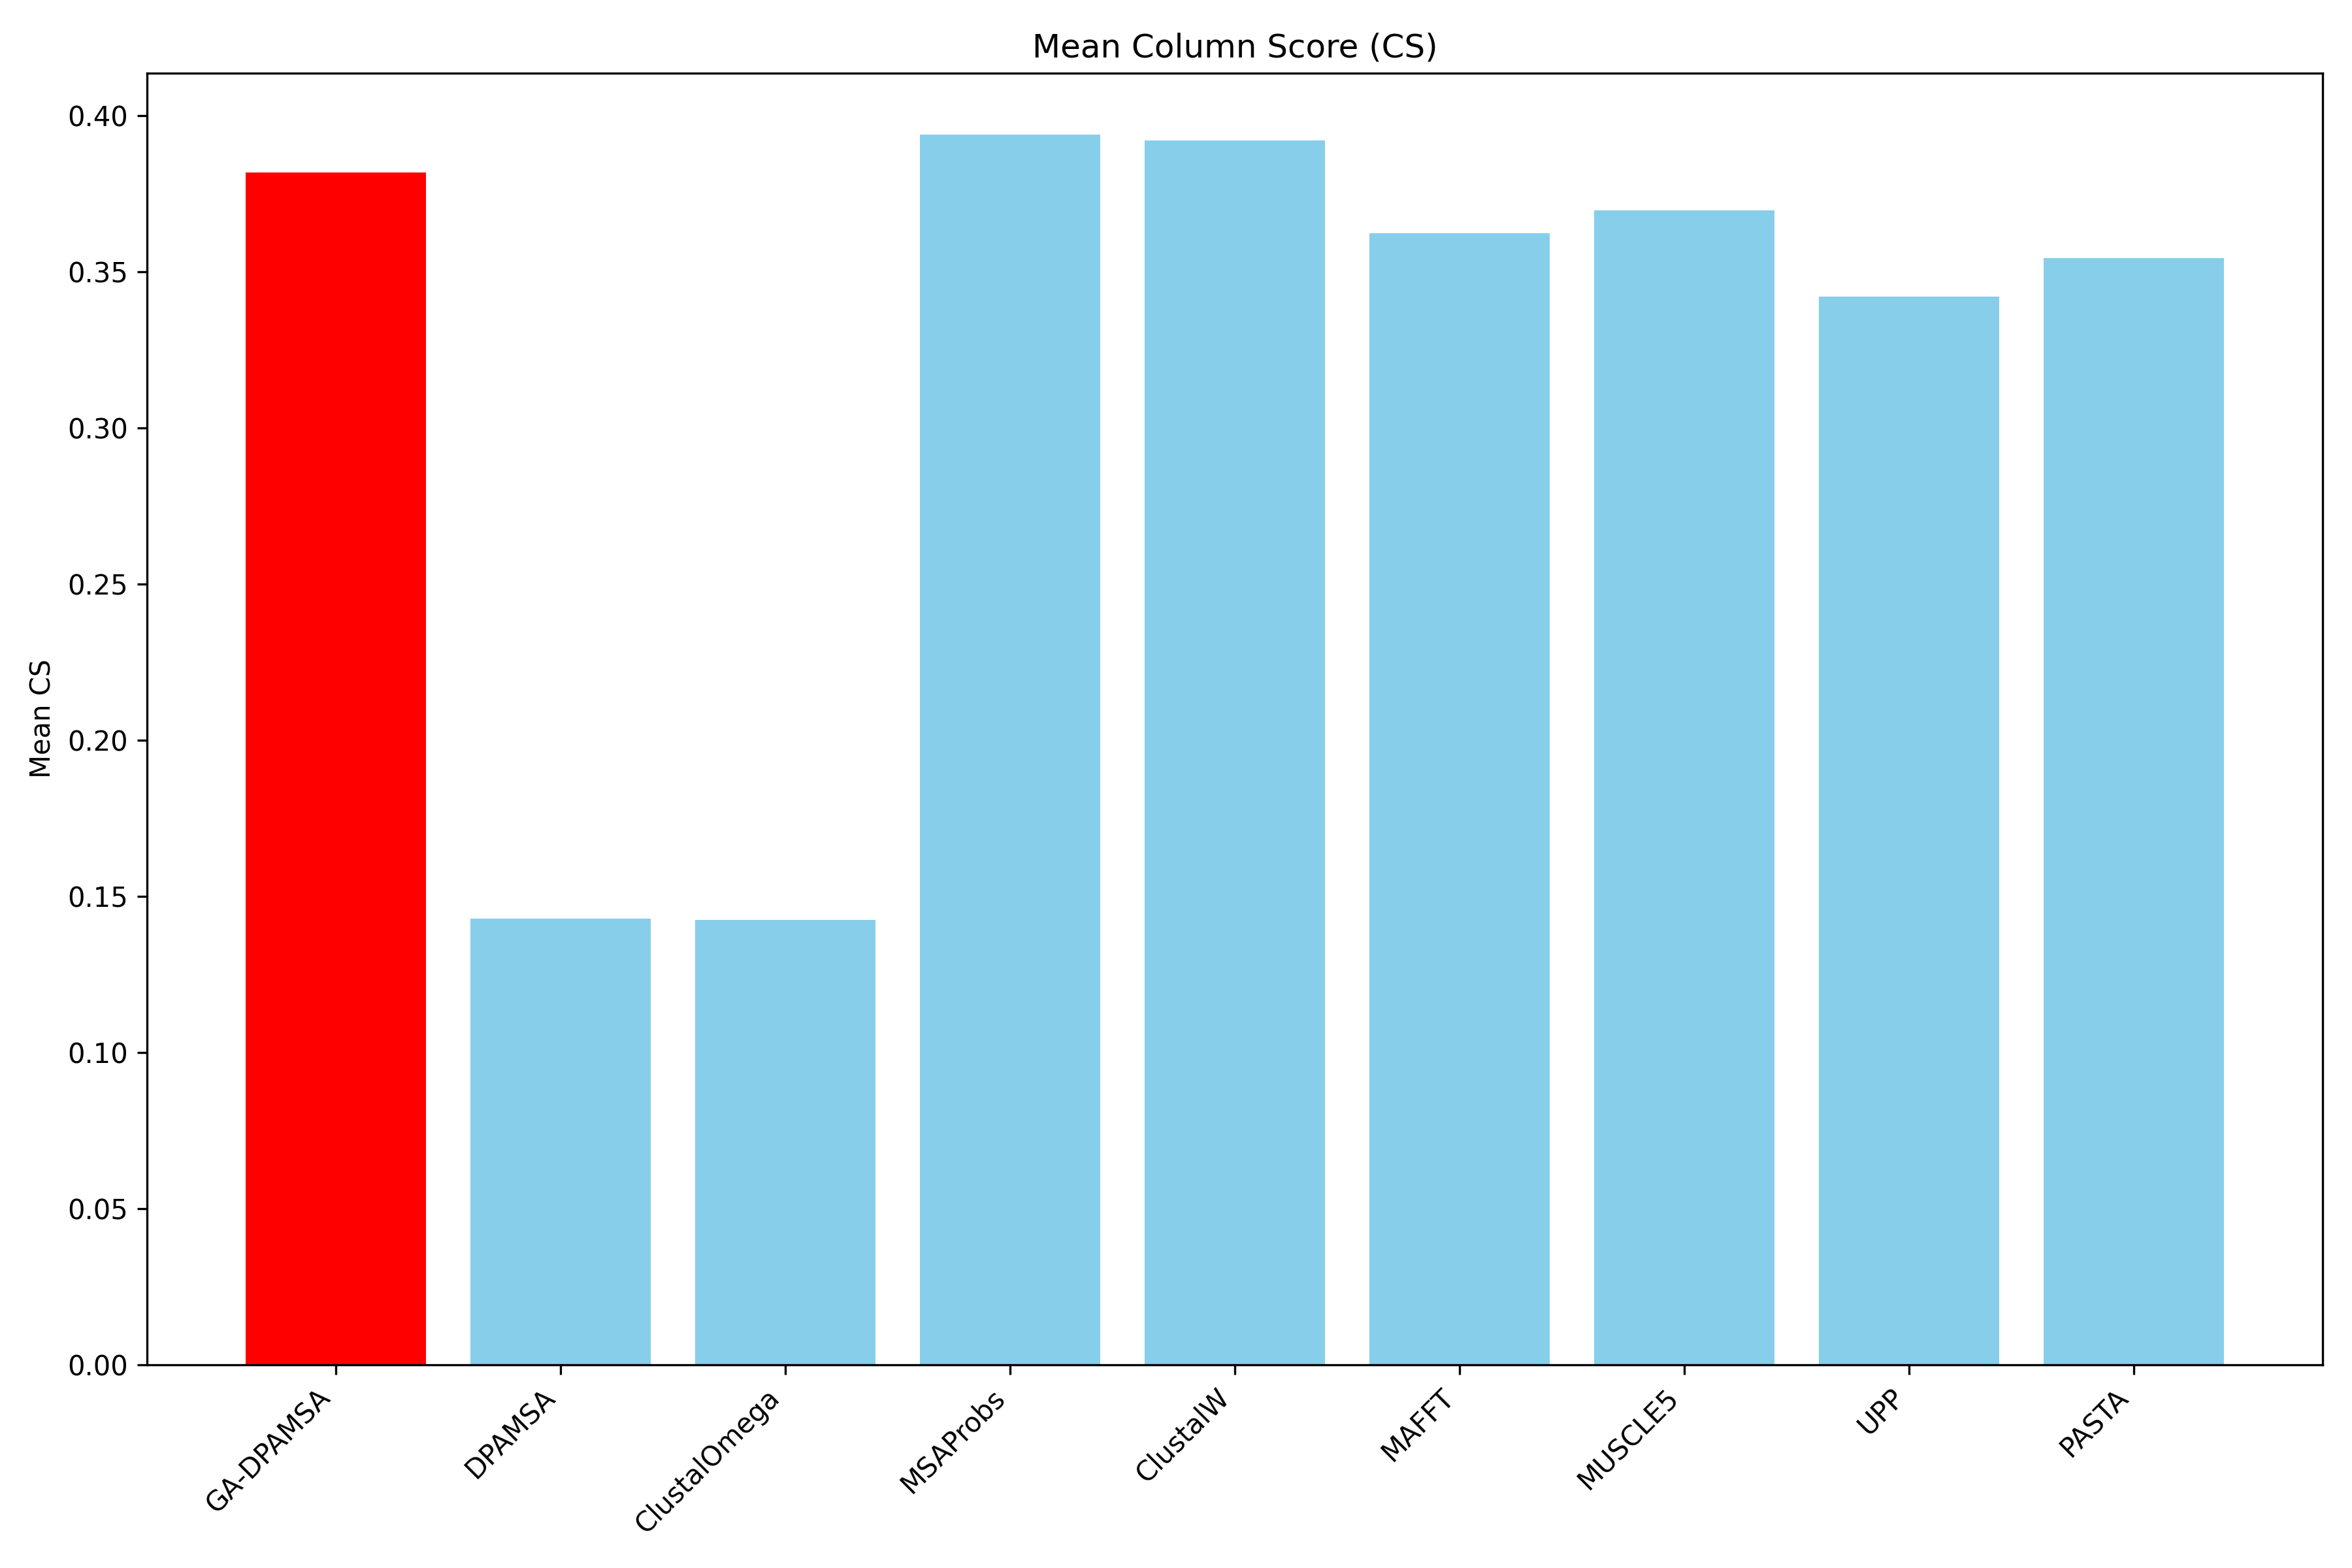 Mean Column Score (CS)
Mean CS
0.40
0.35
0.30
0.25
0.20
0.15
0.10
0.05
0.00
GA-DPAMSA
DPAMSA
ClustalOmega
MSAProbs
ClustalW
MAFFT
MUSCLE5
UPP
PASTA